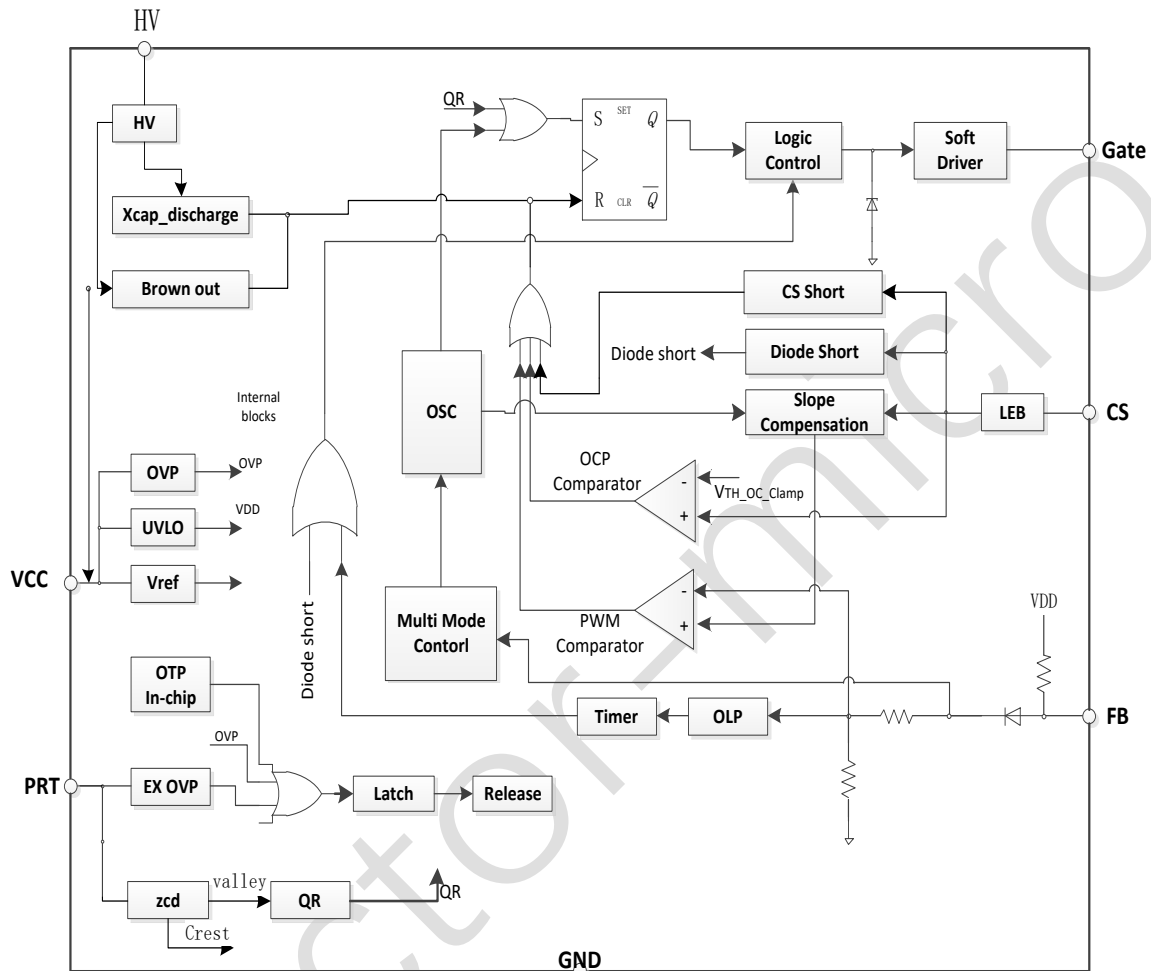 HV
HV
Xcap_discharge
Brown out
QR
S SET Q
R CLR Q
Logic
Control
Soft
Driver
Gate
CS Short
Diode short
Diode Short
OSC
Slope
Compensation
LEB
CS
Internal
blocks
OVP
OVP
UVLO
VDD
VCC
Vref
OCP
Comparator
-
VTH_OC_Clamp
+
Diode short
Multi Mode
Contorl
PWM
Comparator
-
+
VDD
OTP
In-chip
Timer
OLP
FB
OVP
PRT
EX OVP
Latch
Release
zcd
valley
QR
QR
Crest
GND
ctor-micro